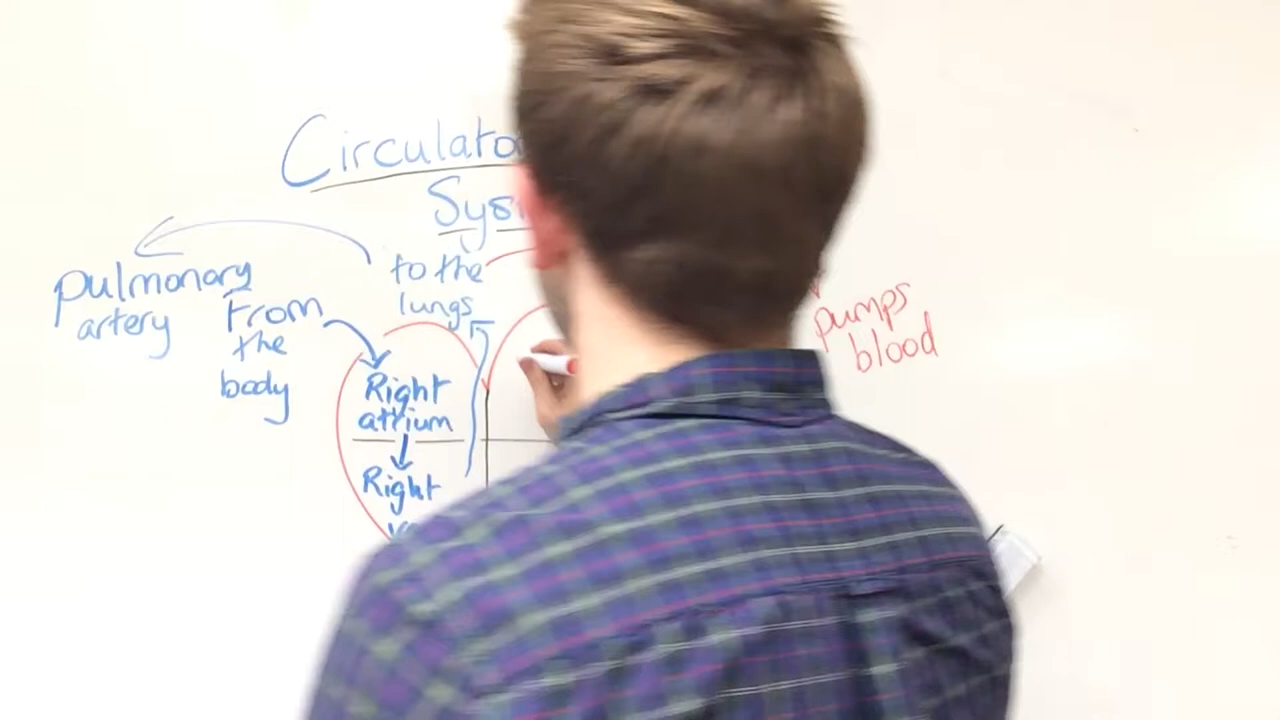 Circulato
Sys
to the
lungs
Pulmonary
artery
From
the
body
Right
atrium
Right
pumps
blood